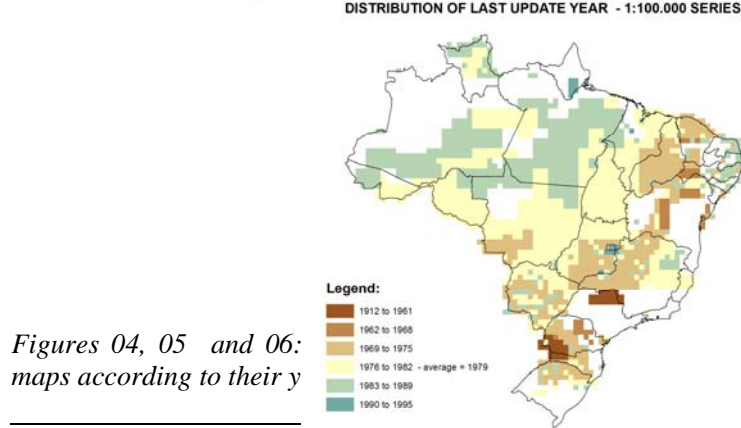 DISTRIBUTION OF LAST UPDATE YEAR - 1:100.000 SERIES
Legend:
1912 to 1961
1962 to 1968
1969 to 1975
1976 to 1982 - average = 1979
1983 to 1989
1990 to 1995
Figures 04, 05 and 06:
maps according to their y